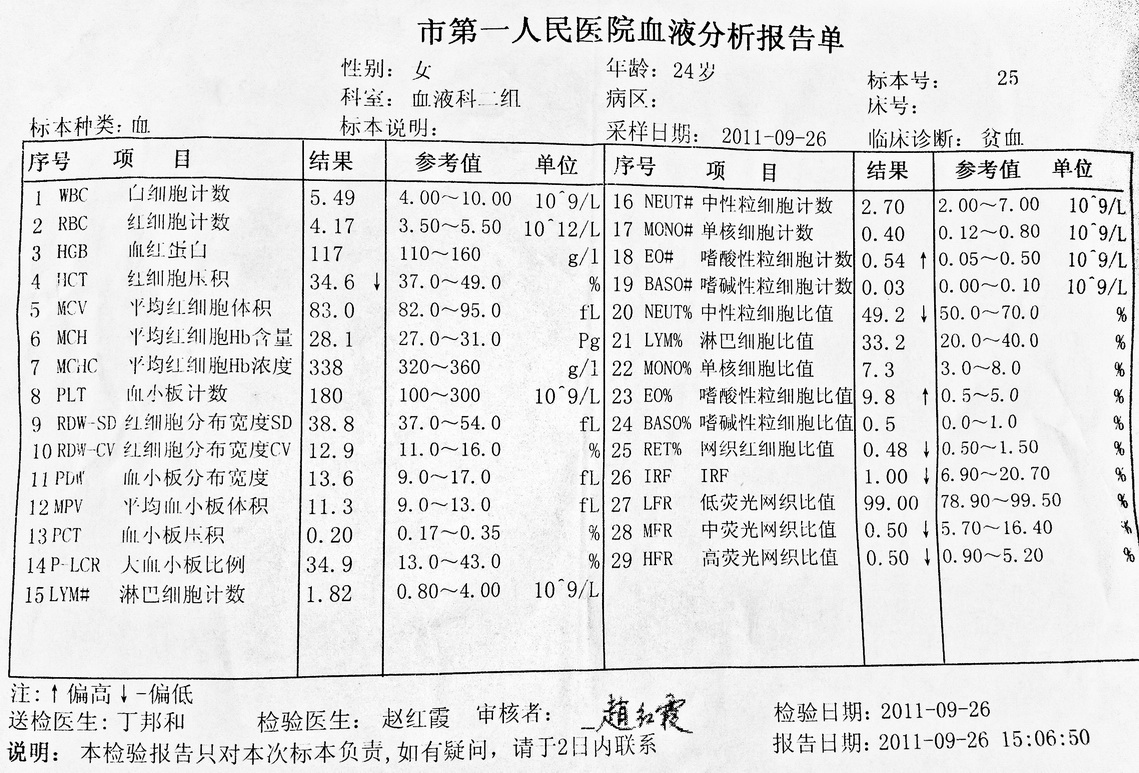 市第一人民医院血液分析报告单
性别: 女 年龄: 24岁 标本号: 25
科室: 血液科二组 病区: 床号:
标本种类: 血 标本说明: 采样日期: 2011-09-26 临床诊断: 贫血
序号 项目 结果 参考值 单位 序号 项目 结果 参考值 单位
1 WBC 白细胞计数 5.49 4.00~10.00 10^9/L 16 NEUT# 中性粒细胞计数 2.70 2.00~7.00 10^9/L
2 RBC 红细胞计数 4.17 3.50~5.50 10^12/L 17 MONO# 单核细胞计数 0.40 0.12~0.80 10^9/L
3 HGB 血红蛋白 117 110~160 g/l 18 EO# 嗜酸性粒细胞计数 0.54 ↑ 0.05~0.50 10^9/L
4 HCT 红细胞压积 34.6 ↓ 37.0~49.0 % 19 BASO# 嗜碱性粒细胞计数 0.03 0.00~0.10 10^9/L
5 MCV 平均红细胞体积 83.0 82.0~95.0 fL 20 NEUT% 中性粒细胞比值 49.2 ↓ 50.0~70.0 %
6 MCH 平均红细胞Hb含量 28.1 27.0~31.0 Pg 21 LYM% 淋巴细胞比值 33.2 20.0~40.0 %
7 MCHC 平均红细胞Hb浓度 338 320~360 g/l 22 MONO% 单核细胞比值 7.3 3.0~8.0 %
8 PLT 血小板计数 180 100~300 10^9/L 23 EO% 嗜酸性粒细胞比值 9.8 ↑ 0.5~5.0 %
9 RDW-SD 红细胞分布宽度SD 38.8 37.0~54.0 fL 24 BASO% 嗜碱性粒细胞比值 0.5 0.0~1.0 %
10 RDW-CV 红细胞分布宽度CV 12.9 11.0~16.0 % 25 RET% 网织红细胞比值 0.48 ↓ 0.50~1.50 %
11 PDW 血小板分布宽度 13.6 9.0~17.0 fL 26 IRF IRF 1.00 ↓ 6.90~20.70 %
12 MPV 平均血小板体积 11.3 9.0~13.0 fL 27 LFR 低荧光网织比值 99.00 78.90~99.50 %
13 PCT 血小板压积 0.20 0.17~0.35 % 28 MFR 中荧光网织比值 0.50 ↓ 5.70~16.40 %
14 P-LCR 大血小板比例 34.9 13.0~43.0 % 29 HFR 高荧光网织比值 0.50 ↓ 0.90~5.20 %
15 LYM# 淋巴细胞计数 1.82 0.80~4.00 10^9/L
注:↑偏高↓-偏低
送检医生: 丁邦和 检验医生: 赵红霞 审核者: 趙红霞 检验日期: 2011-09-26
说明: 本检验报告只对本次标本负责,如有疑问,请于2日内联系 报告日期: 2011-09-26 15:06:50